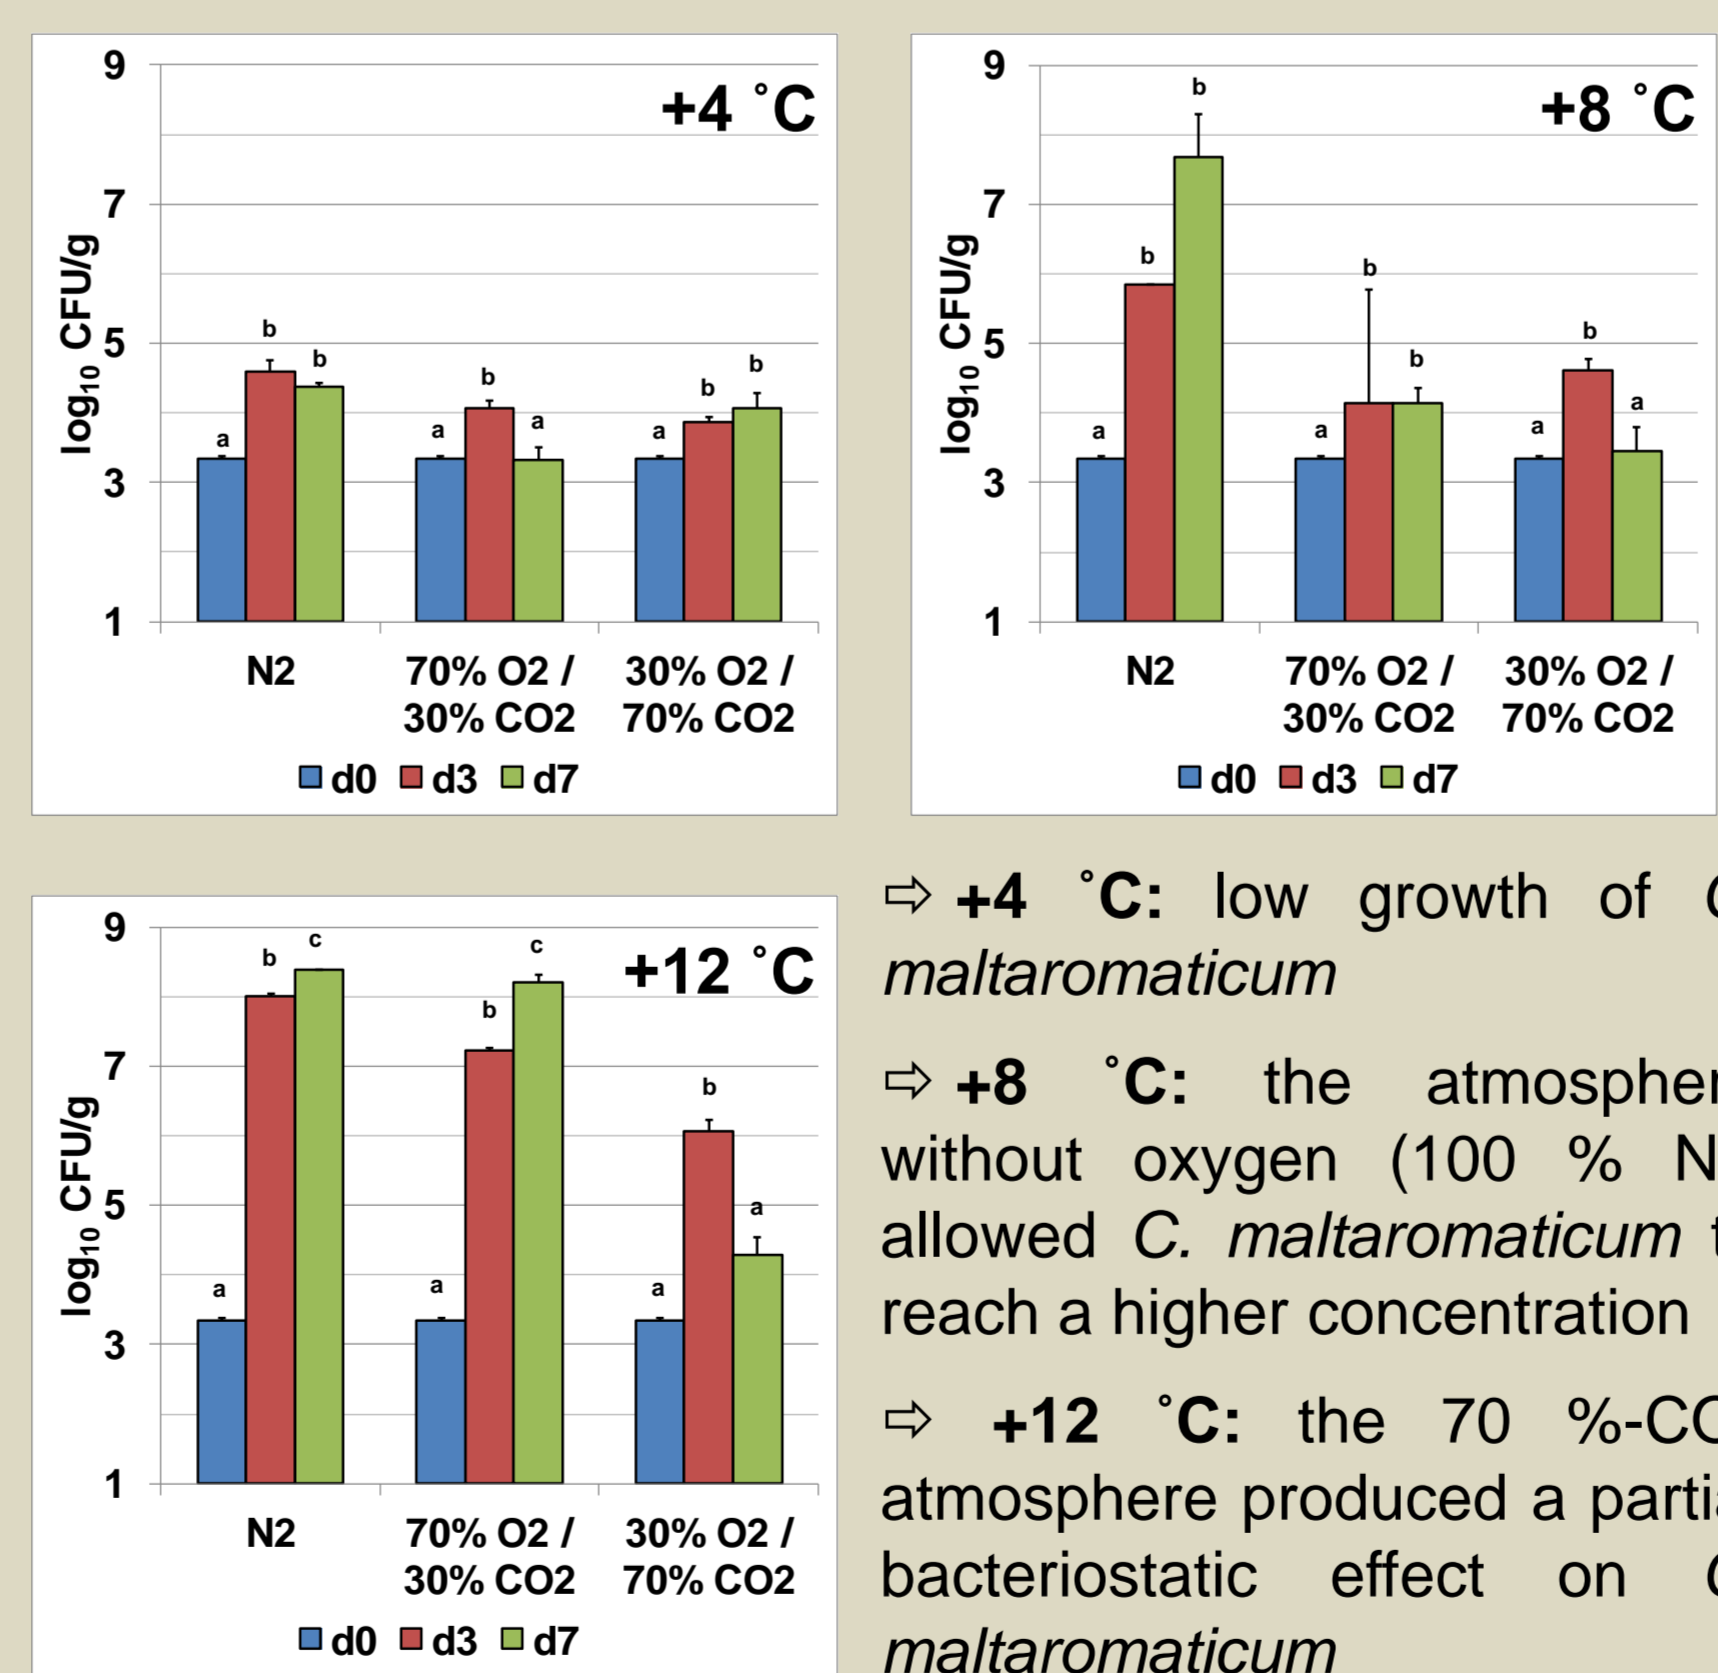 +4 ˚C
9
7
5
3
1
log10 CFU/g
a b b a b a a b b
N2
70% O2 /
30% CO2
30% O2 /
70% CO2
d0 d3 d7
+8 ˚C
9
7
5
3
1
log10 CFU/g
a b b a b b a b a
N2
70% O2 /
30% CO2
30% O2 /
70% CO2
d0 d3 d7
+12 ˚C
9
7
5
3
1
log10 CFU/g
a b c a b c a b a
N2
70% O2 /
30% CO2
30% O2 /
70% CO2
d0 d3 d7
⇨ +4 ˚C: low growth of
maltaromaticum
⇨ +8 ˚C: the atmospher
without oxygen (100 % N
allowed C. maltaromaticum t
reach a higher concentration
⇨ +12 ˚C: the 70 %-CO
atmosphere produced a partia
bacteriostatic effect on
maltaromaticum